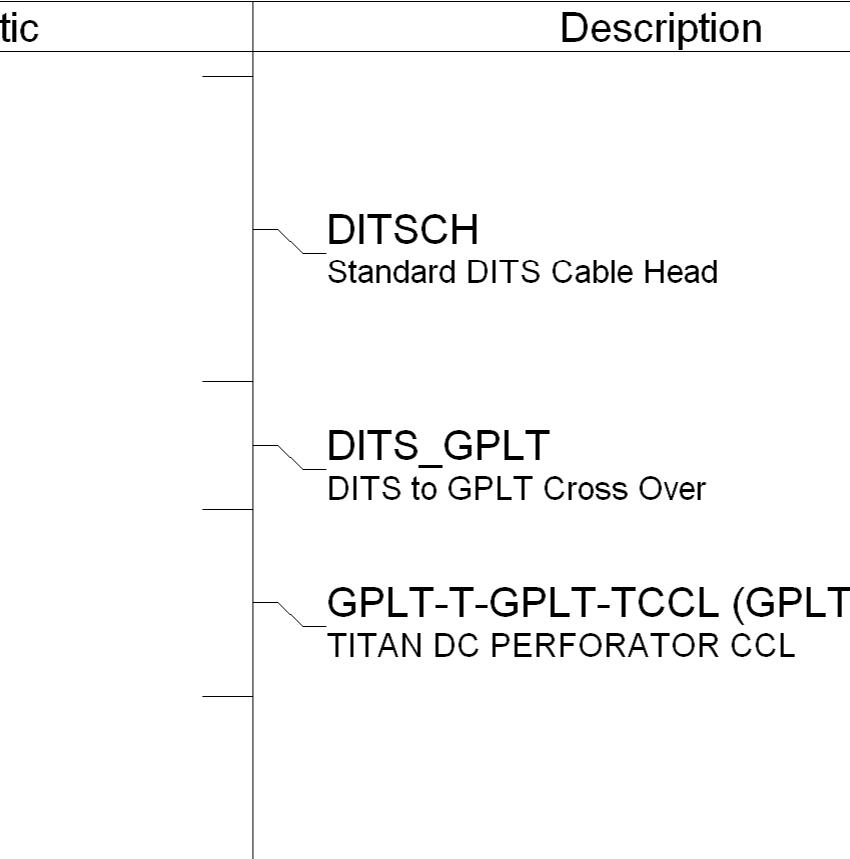 tic Description
DITSCH
Standard DITS Cable Head
DITS_GPLT
DITS to GPLT Cross Over
GPLT-T-GPLT-TCCL (GPLT
TITAN DC PERFORATOR CCL